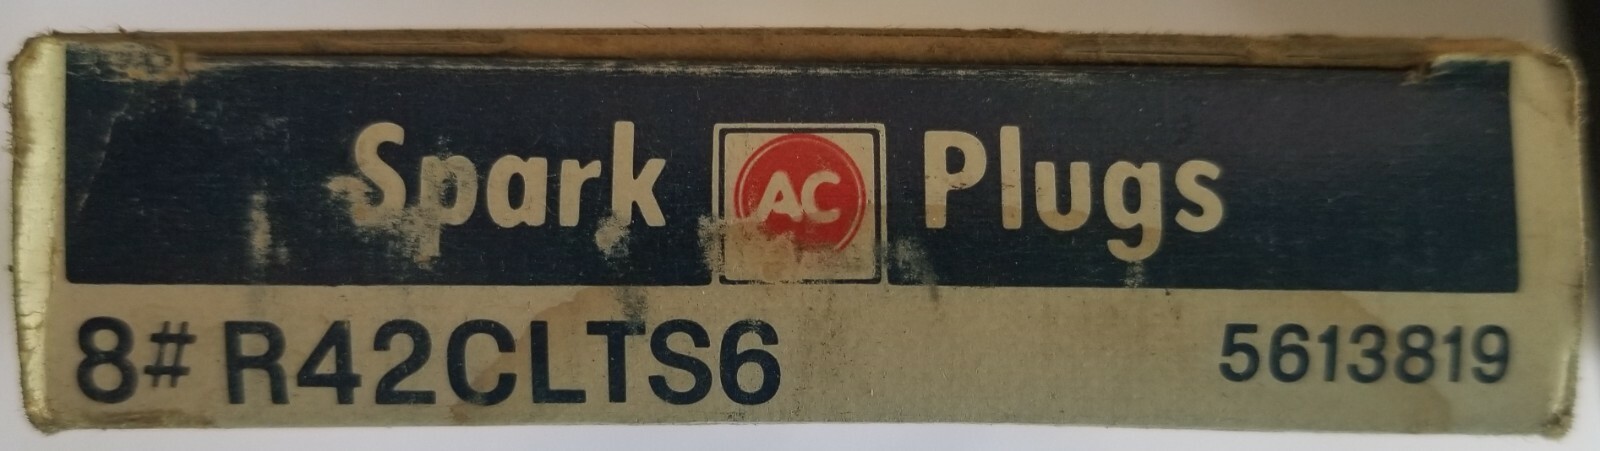 Spark AC Plugs
8# R42CLTS6 5613819